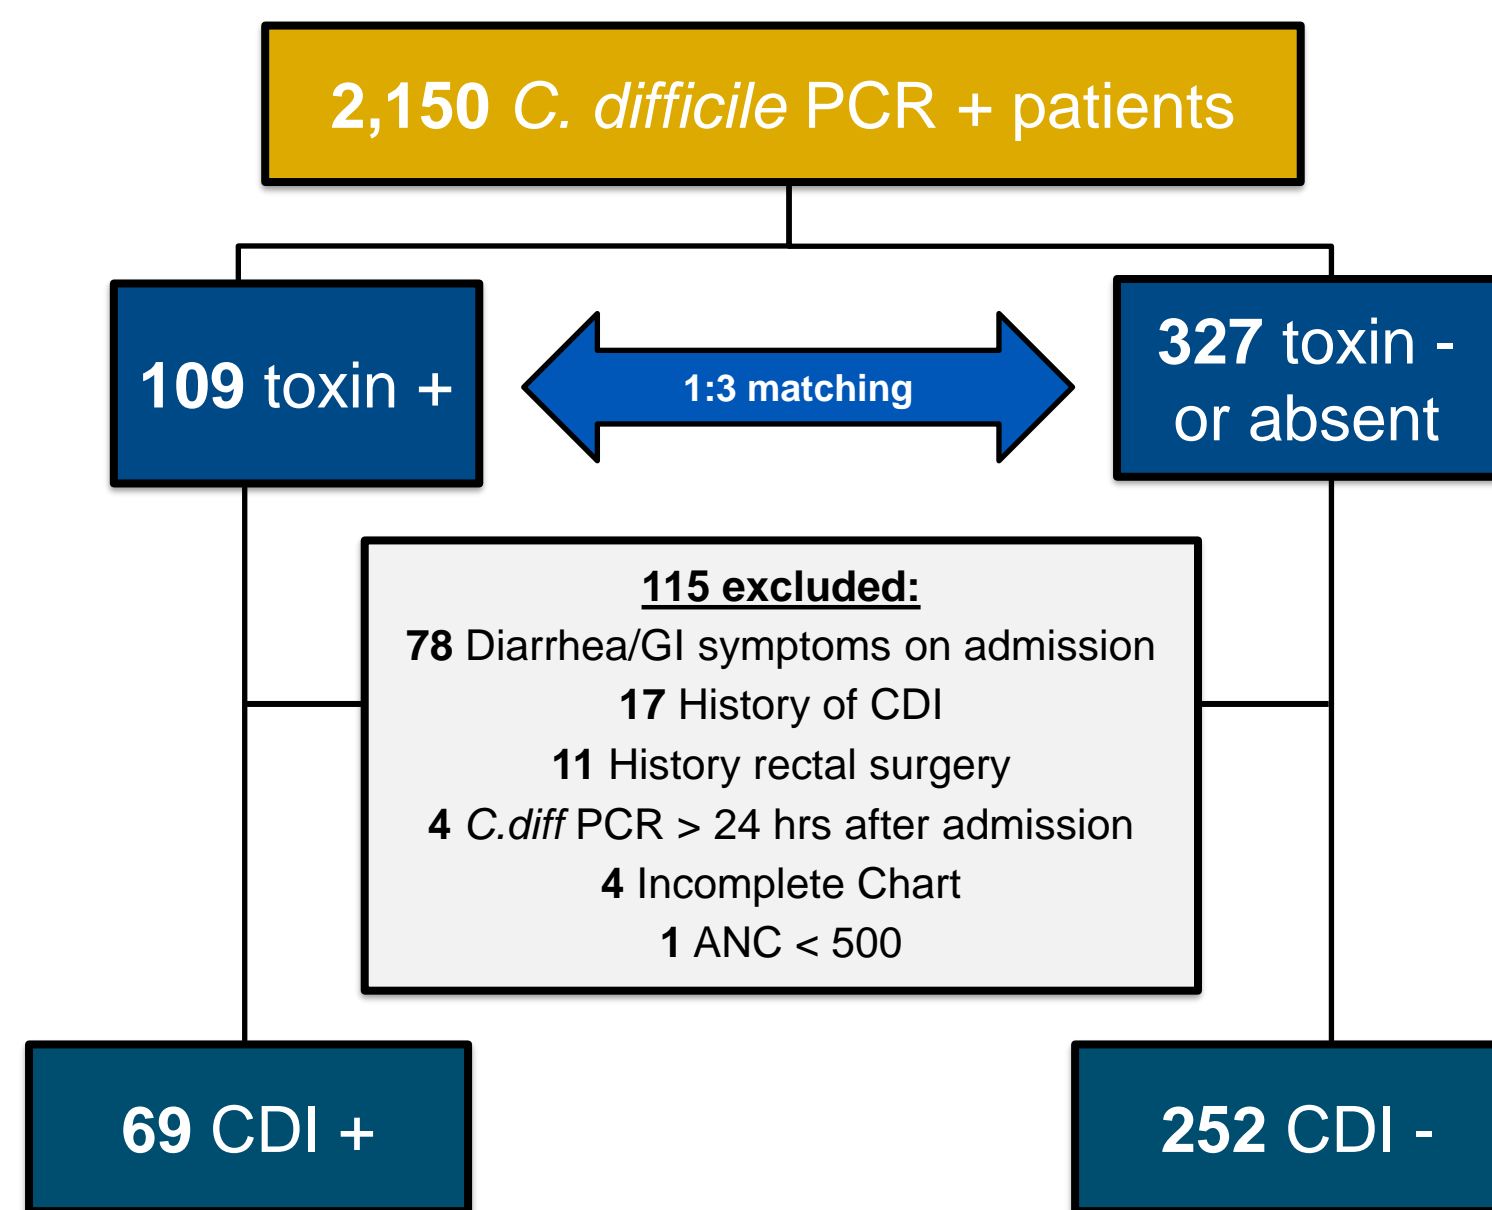 2,150 C. difficile PCR + patients
109 toxin +
1:3 matching
327 toxin -
or absent
115 excluded:
78 Diarrhea/GI symptoms on admission
17 History of CDI
11 History rectal surgery
4 C.diff PCR > 24 hrs after admission
4 Incomplete Chart
1 ANC < 500
69 CDI +
252 CDI -